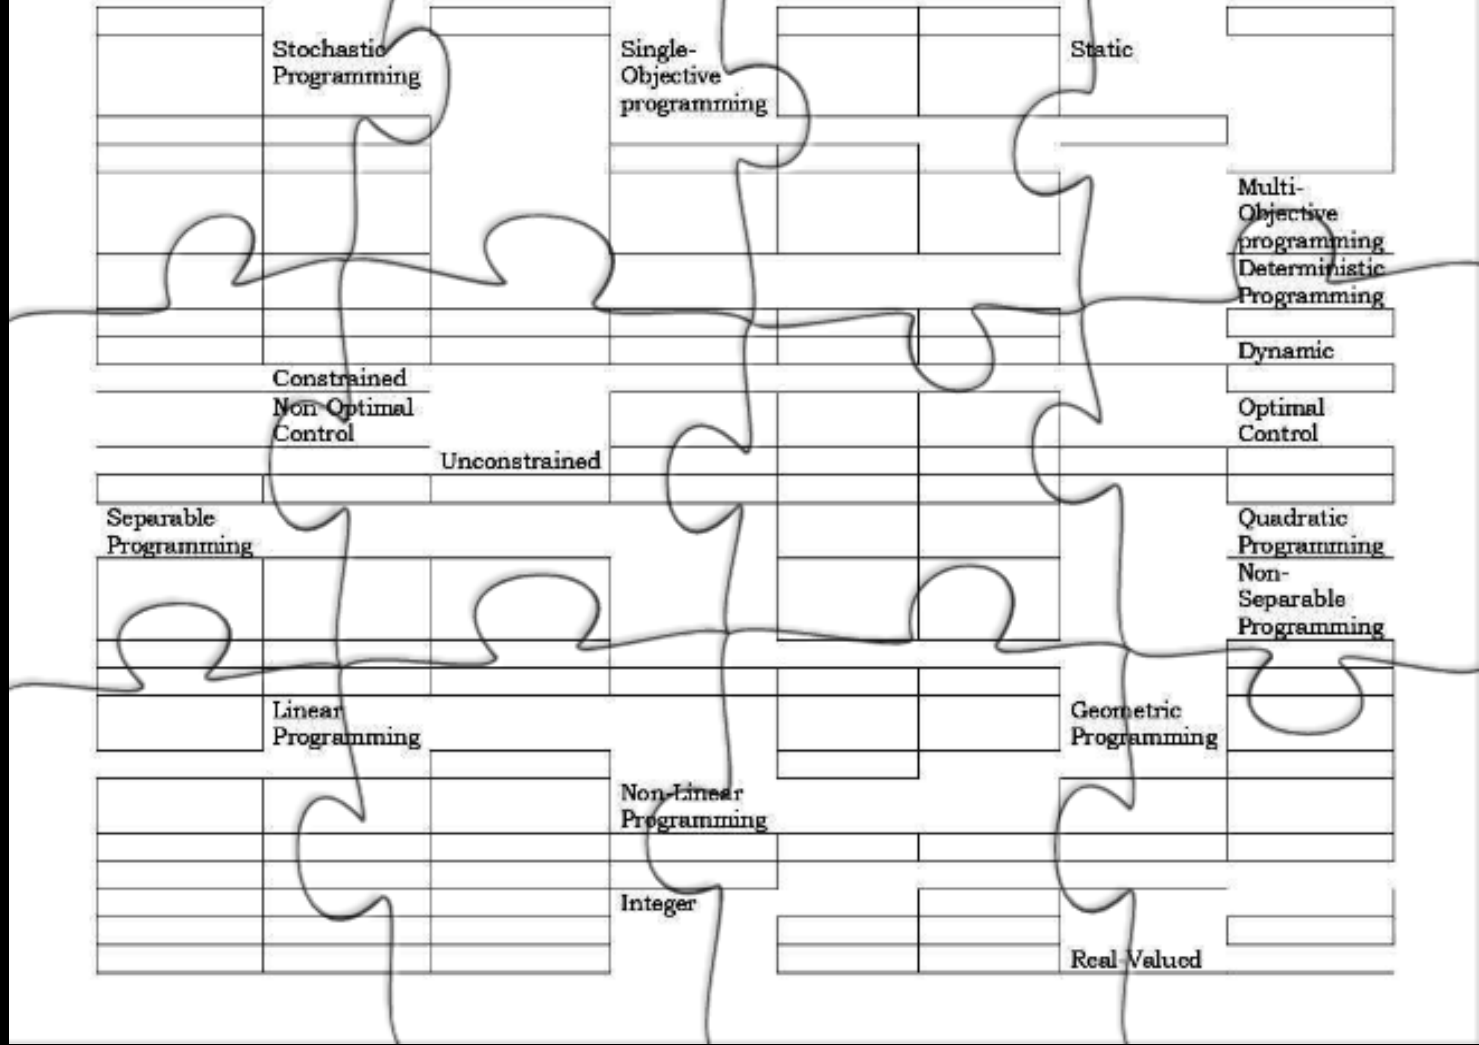 Stochastic
Programming
Single-
Objective
programming
Static
Multi-
Objective
programming
Deterministic
Programming
Dynamic
Constrained
Non Optimal
Control
Optimal
Control
Unconstrained
Separable
Programming
Quadratic
Programming
Non-
Separable
Programming
Linear
Programming
Geometric
Programming
Non-Linear
Programming
Integer
Real-Valued